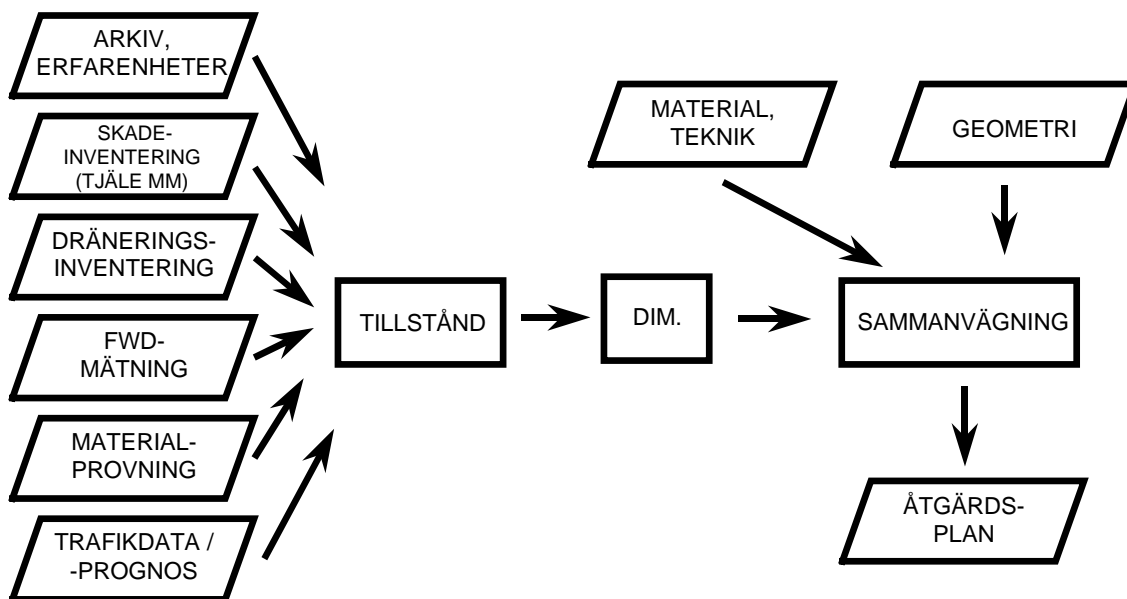 ARKIV,
ERFARENHETER
SKADE-
INVENTERING
(TJÄLE MM)
DRÄNERINGS-
INVENTERING
FWD-
MÄTNING
MATERIAL-
PROVNING
TRAFIKDATA /
-PROGNOS
TILLSTÅND
DIM.
MATERIAL,
TEKNIK
GEOMETRI
SAMMANVÄGNING
ÅTGÄRDS-
PLAN